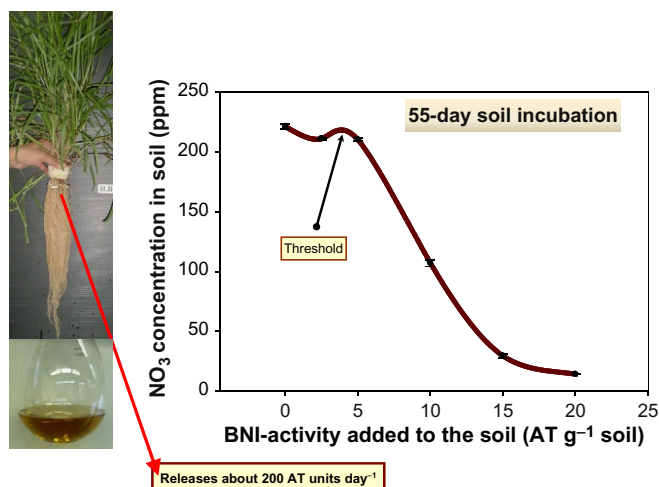 H.B
250
200
150
100
50
0
NO₃ concentration in soil (ppm)
55-day soil incubation
Threshold
0 5 10 15 20 25
BNI-activity added to the soil (AT g⁻¹ soil)
Releases about 200 AT units day⁻¹